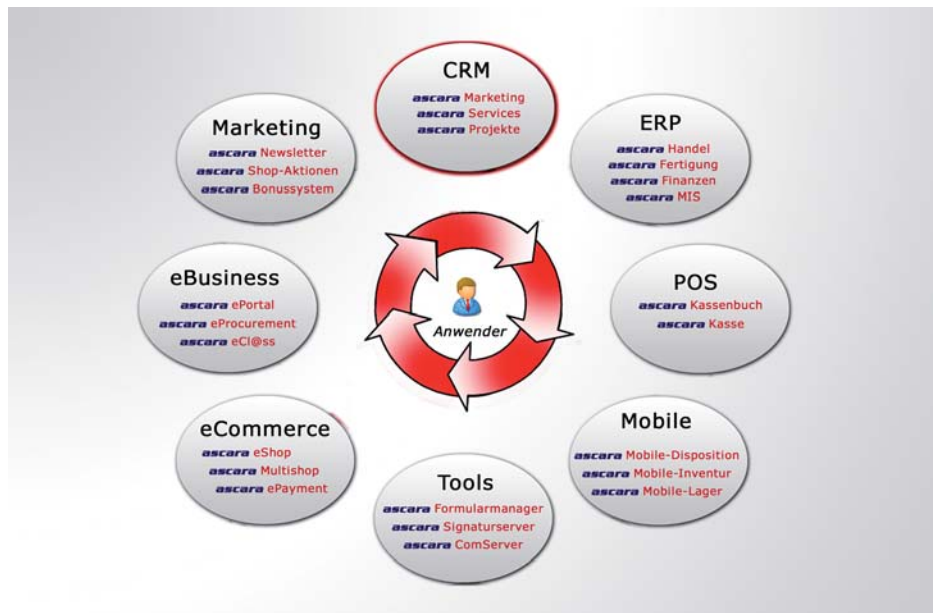 CRM
ascara Marketing
ascara Services
ascara Projekte
ERP
ascara Handel
ascara Fertigung
ascara Finanzen
ascara MIS
POS
ascara Kassenbuch
ascara Kasse
Mobile
ascara Mobile-Disposition
ascara Mobile-Inventur
ascara Mobile-Lager
Tools
ascara Formularmanager
ascara Signaturserver
ascara ComServer
eCommerce
ascara eShop
ascara Multishop
ascara ePayment
eBusiness
ascara ePortal
ascara eProcurement
ascara eCl@ss
Marketing
ascara Newsletter
ascara Shop-Aktionen
ascara Bonussystem
Anwender